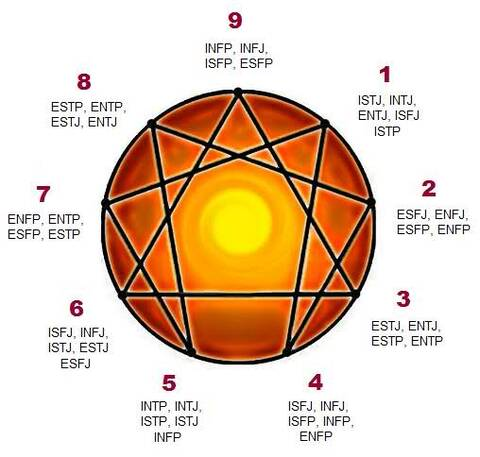 9
INFP, INFJ,
ISFP, ESFP
8
ESTP, ENTP,
ESTJ, ENTJ
1
ISTJ, INTJ,
ENTJ, ISFJ
ISTP
7
ENFP, ENTP,
ESFP, ESTP
2
ESFJ, ENFJ,
ESFP, ENFP
6
ISFJ, INFJ,
ISTJ, ESTJ
ESFJ
3
ESTJ, ENTJ,
ESTP, ENTP
5
INTP, INTJ,
ISTP, ISTJ
INFP
4
ISFJ, INFJ,
ISFP, INFP,
ENFP